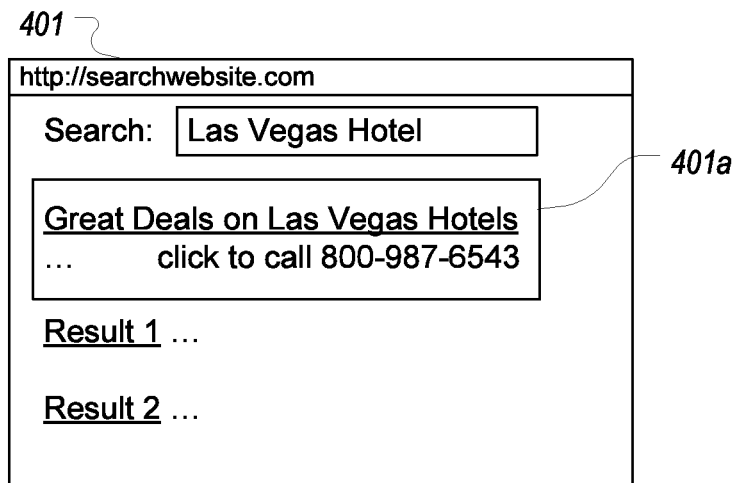 401
http://searchwebsite.com
Search: Las Vegas Hotel
401a
Great Deals on Las Vegas Hotels
... click to call 800-987-6543
Result 1 ...
Result 2 ...